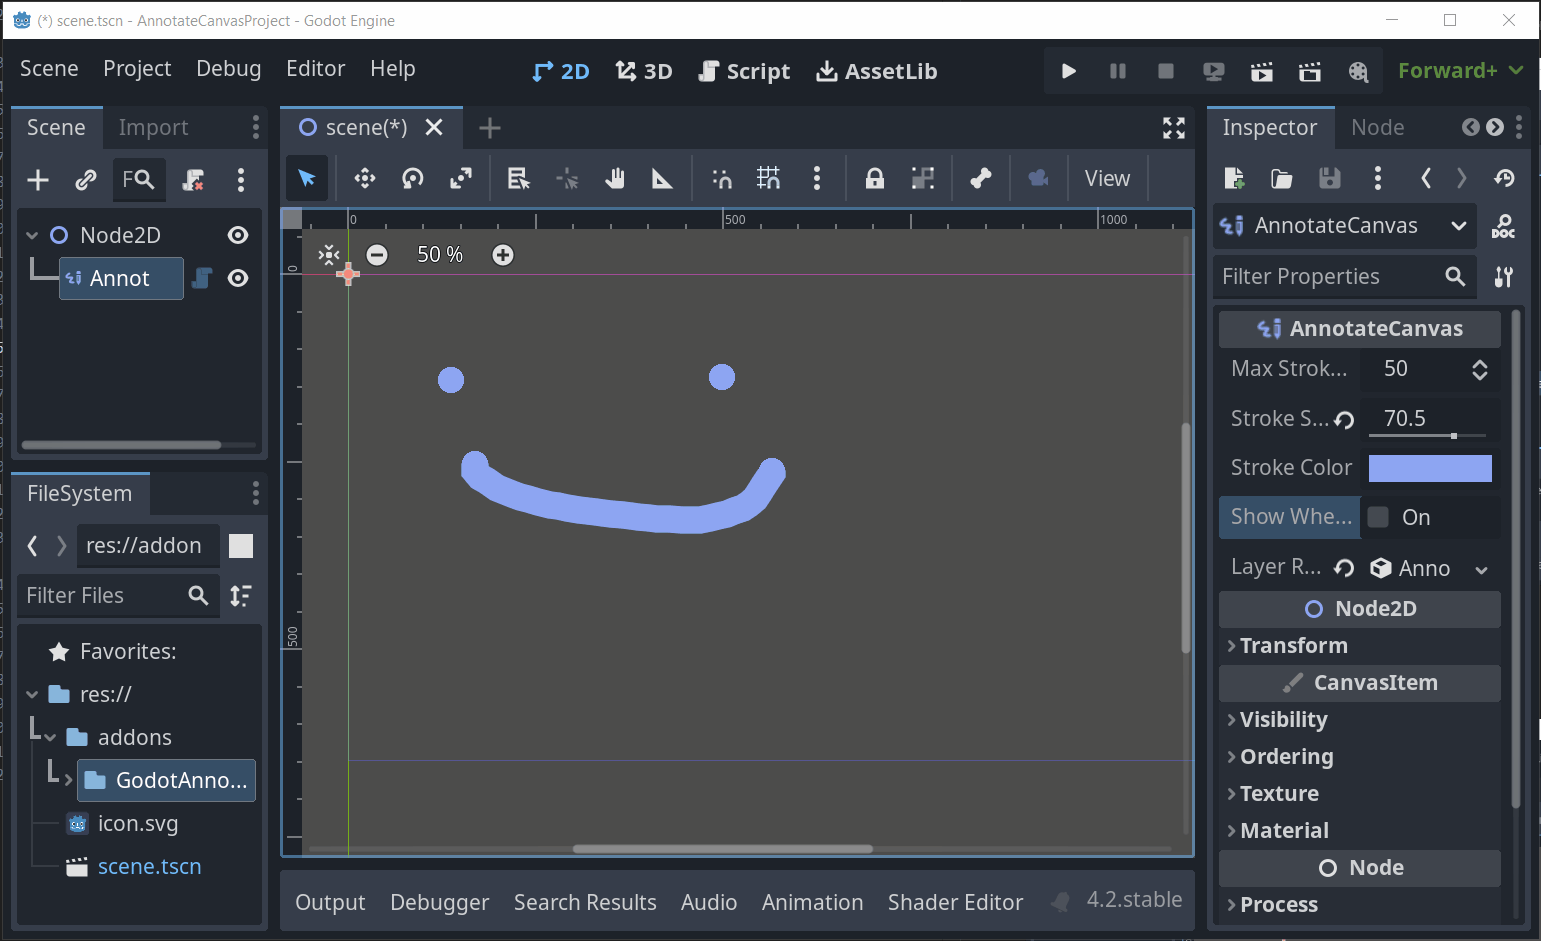 (*) scene.tscn - AnnotateCanvasProject - Godot Engine
Scene Project Debug Editor Help
2D 3D Script AssetLib
Forward+
Scene Import
F
Node2D
Annot
FileSystem
res://addon
Filter Files
Favorites:
res://
addons
GodotAnno...
icon.svg
scene.tscn
scene(*)
View
0 500 1000
0
50 %
500
Output Debugger Search Results Audio Animation Shader Editor 4.2.stable
Inspector Node
AnnotateCanvas
DOC
Filter Properties
AnnotateCanvas
Max Strok... 50
Stroke S... 70.5
Stroke Color
Show Whe... On
Layer R... Anno
Node2D
Transform
CanvasItem
Visibility
Ordering
Texture
Material
Node
Process